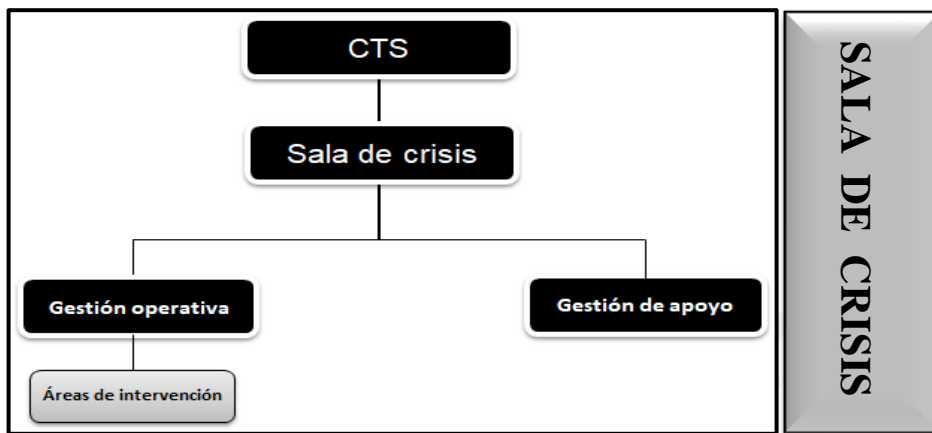 CTS
Sala de crisis
Gestión operativa
Gestión de apoyo
Áreas de intervención
SALA DE CRISIS